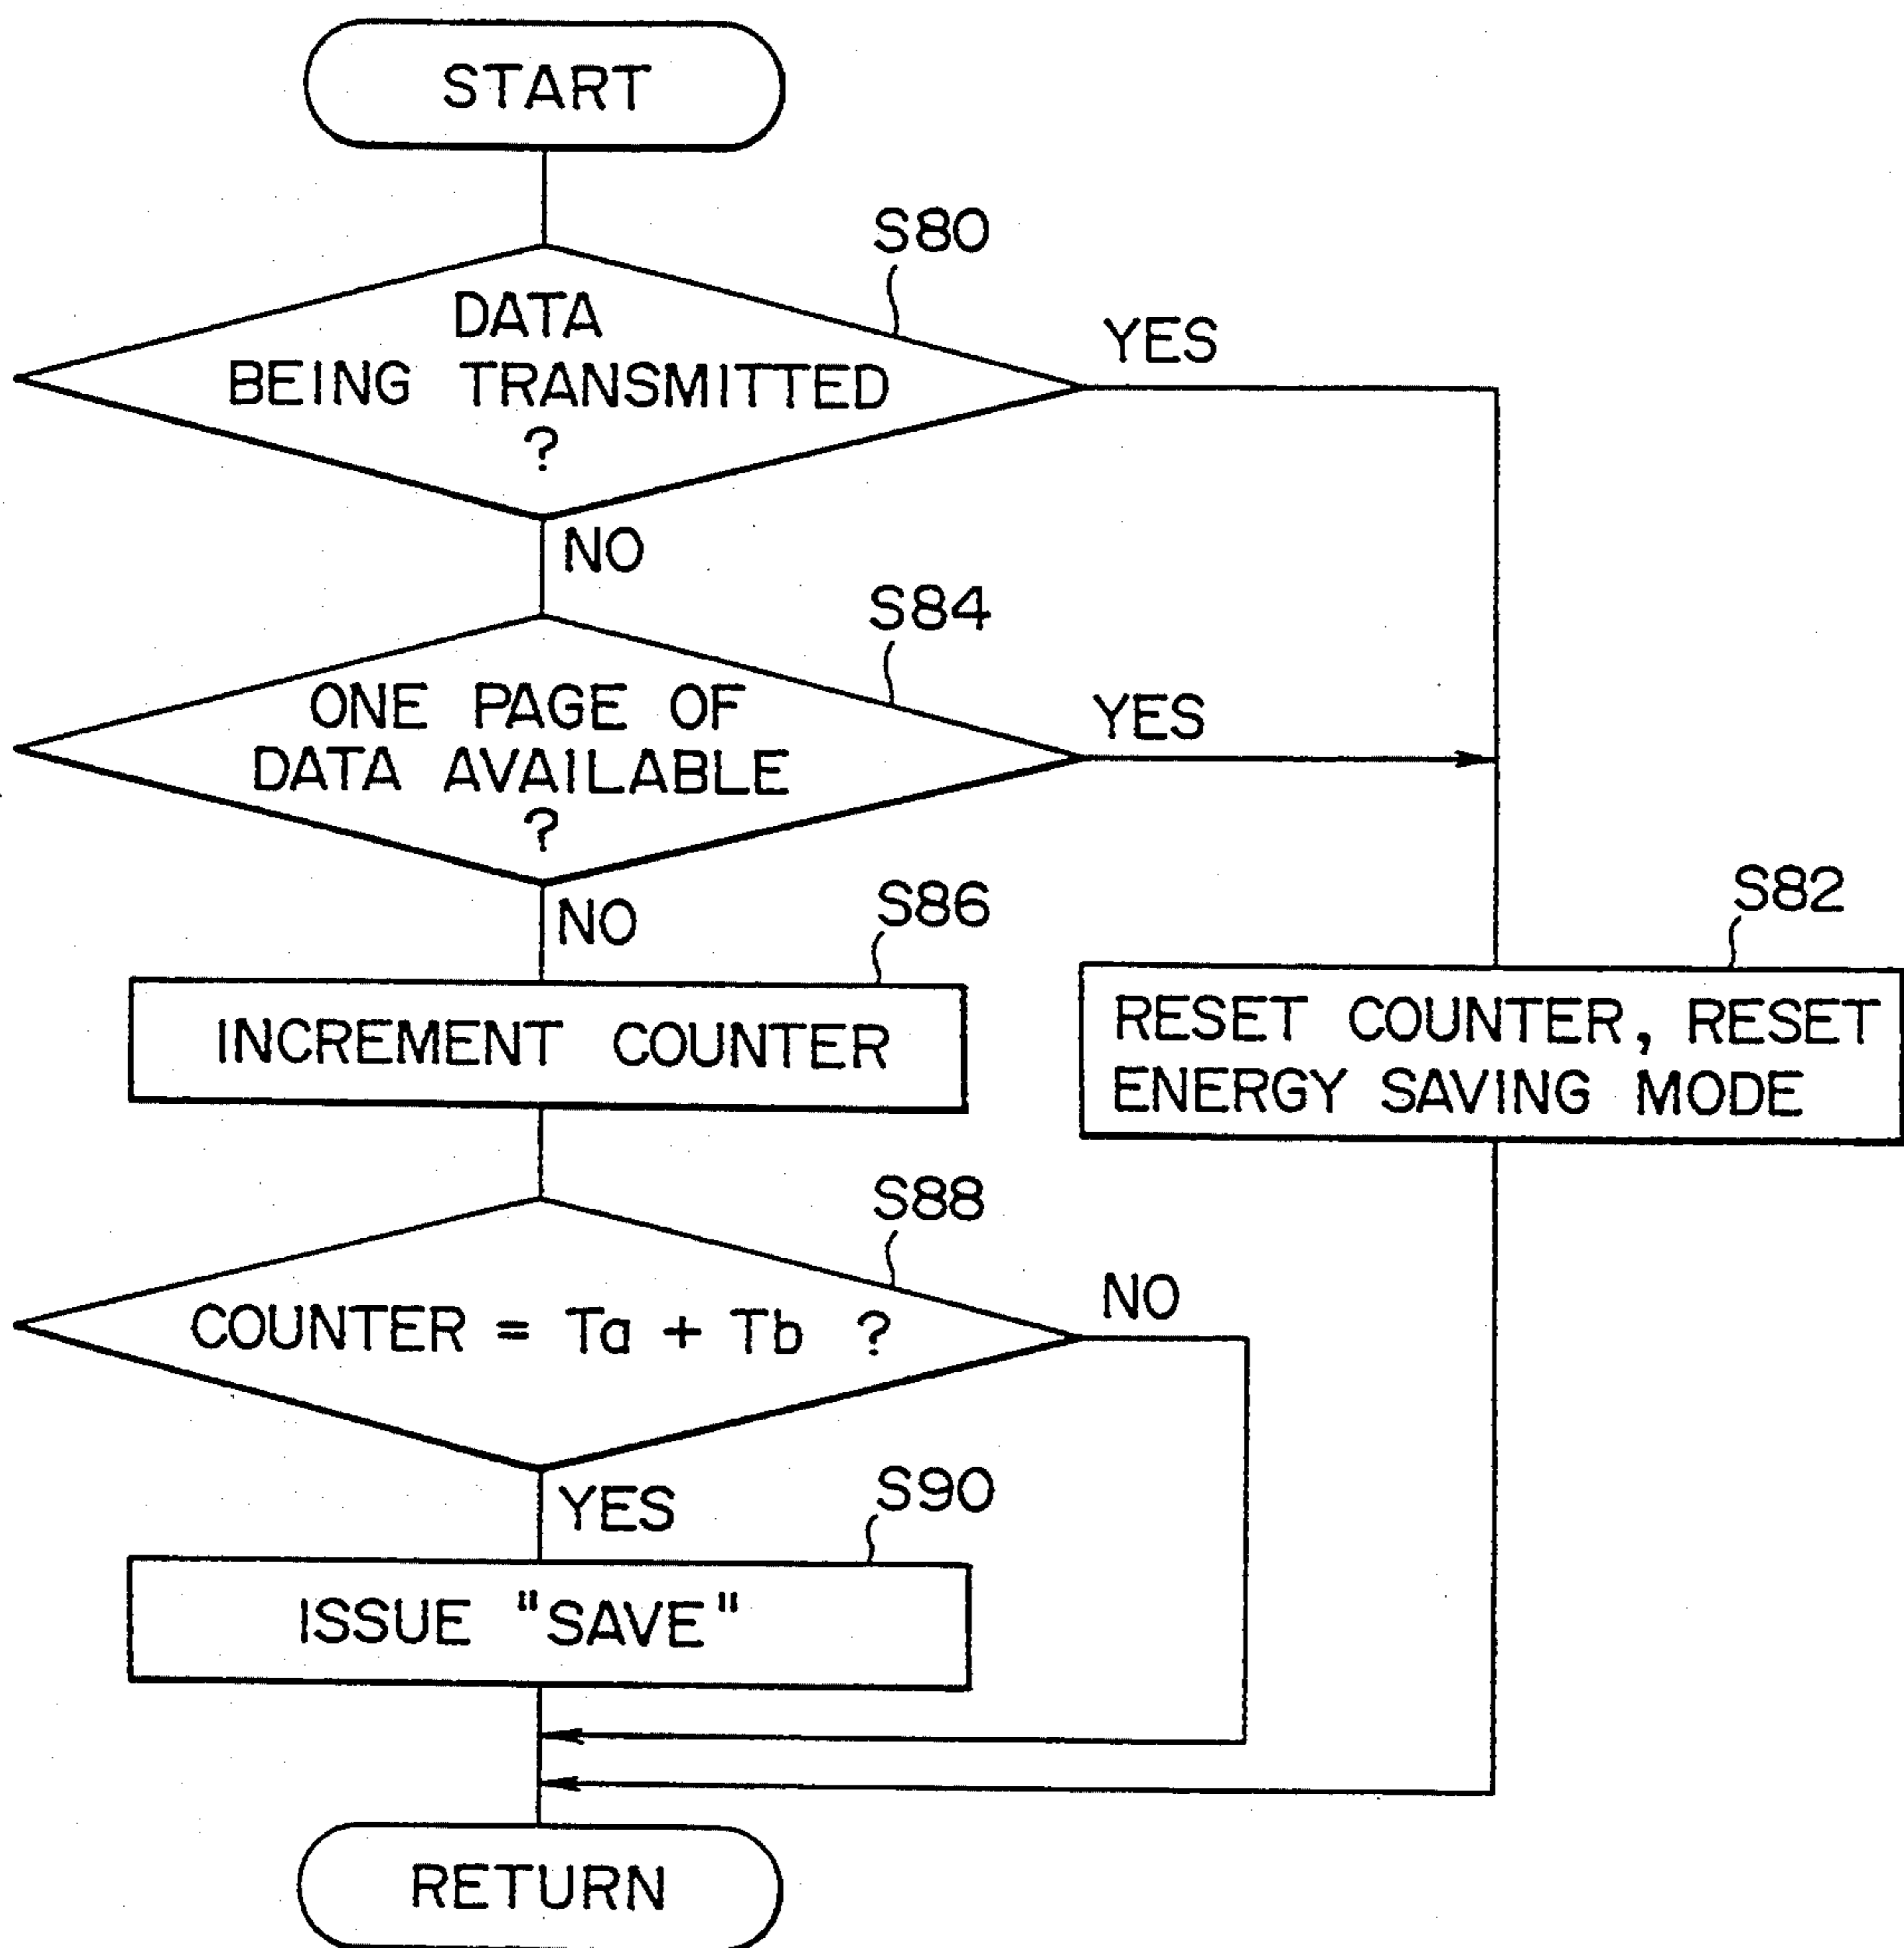 START
S80
DATA
BEING TRANSMITTED
?
YES
NO
S84
ONE PAGE OF
DATA AVAILABLE
?
YES
NO
S86
INCREMENT COUNTER
S82
RESET COUNTER, RESET
ENERGY SAVING MODE
S88
COUNTER = Ta + Tb ?
NO
YES
S90
ISSUE "SAVE"
RETURN